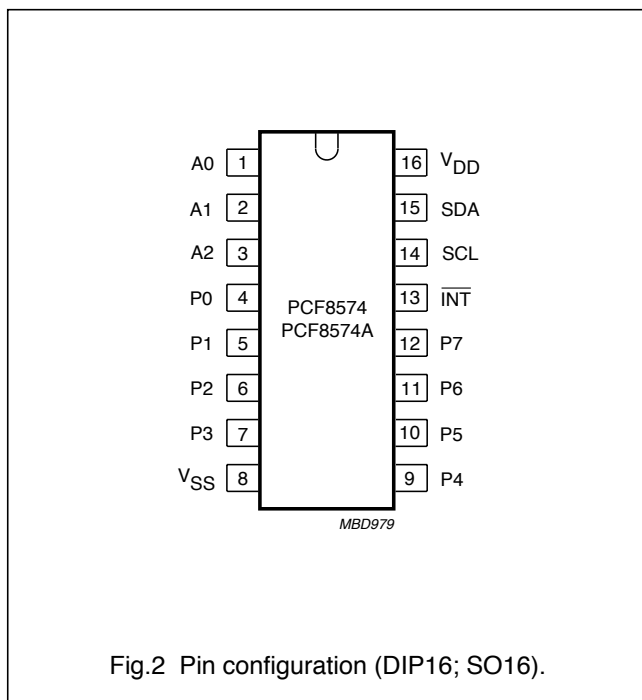 A0 1 16 VDD
A1 2 15 SDA
A2 3 14 SCL
P0 4 13 INT
PCF8574
PCF8574A
P1 5 12 P7
P2 6 11 P6
P3 7 10 P5
VSS 8 9 P4
MBD979
Fig.2 Pin configuration (DIP16; SO16).